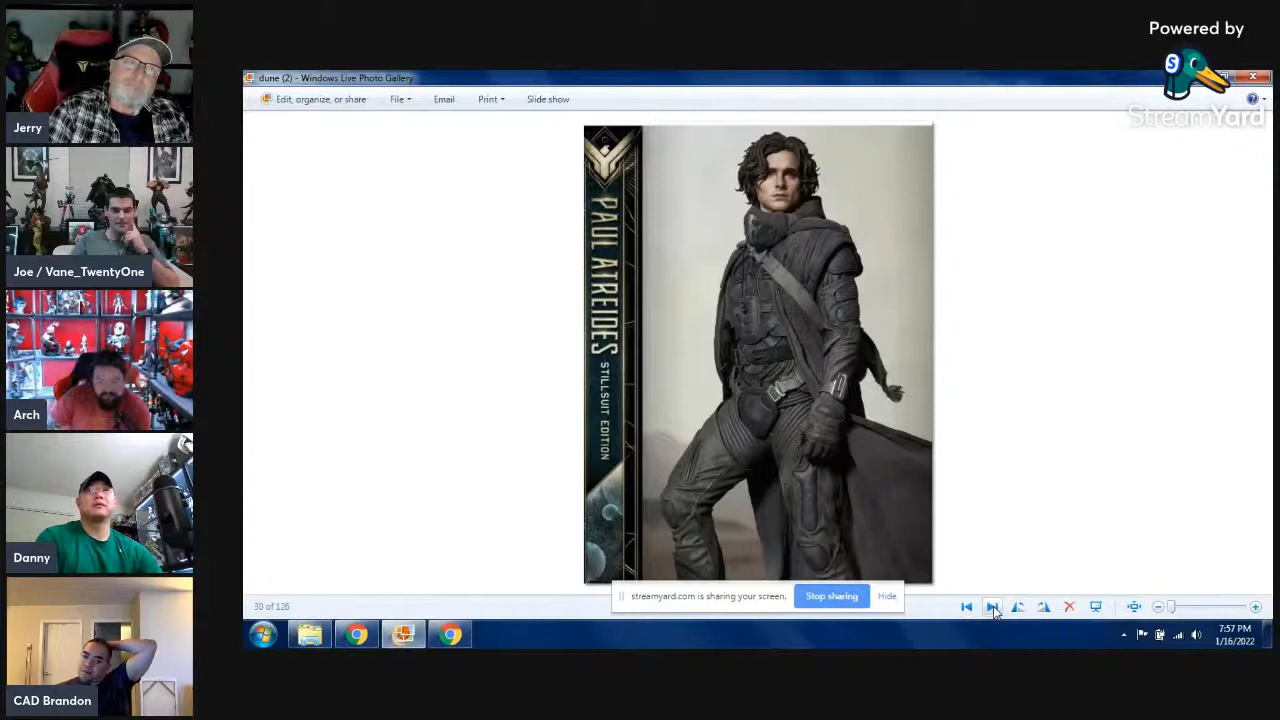 Powered by
S
StreamYard
Jerry
Joe / Vane_TwentyOne
Arch
Danny
CAD Brandon
dune (2) - Windows Live Photo Gallery
Edit, organize, or share
File
Email
Print
Slide show
?
PAUL ATREIDES
STILLSUIT EDITION
30 of 126
streamyard.com is sharing your screen.
Stop sharing
Hide
7:57 PM
1/16/2022